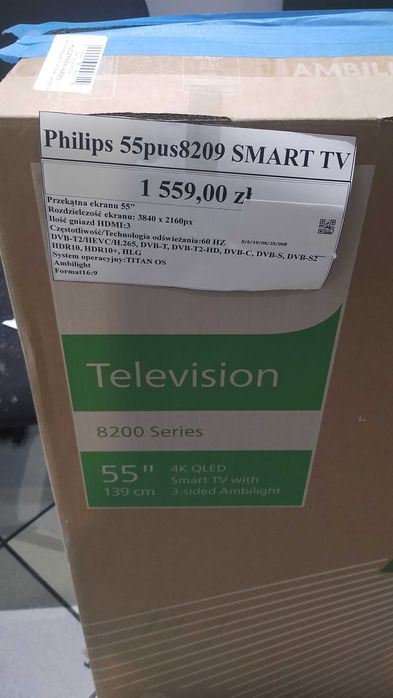 AMBILI
Philips 55pus8209 SMART TV
1 559,00 zł
Przekątna ekranu 55"
Rozdzielczość ekranu: 3840 x 2160px
Ilość gniazd HDMI:3
Częstotliwość/Technologia odświeżania:60 HZ
DVB-T2/HEVC/H.265, DVB-T, DVB-T2-HD, DVB-C, DVB-S, DVB-S2
HDR10, HDR10+, HLG
System operacyjny:TITAN OS
Ambilight
Format16:9
Television
8200 Series
55"
139 cm
4K QLED
Smart TV with
3-sided Ambilight